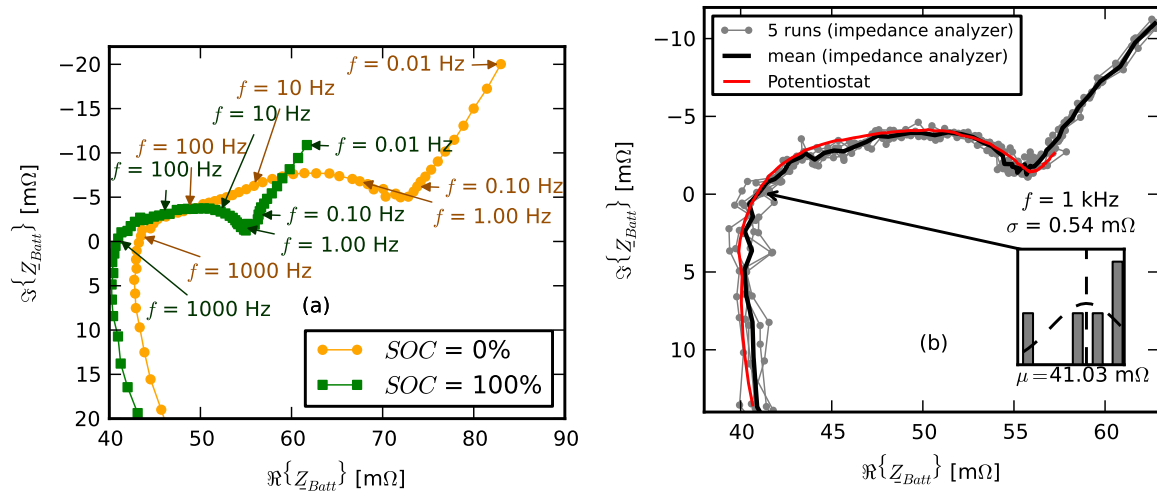 −20
−15
−10
−5
0
5
10
15
20
ℑ{Z_Batt} [mΩ]
f = 0.01 Hz
f = 10 Hz
f = 10 Hz
f = 100 Hz
f = 100 Hz
f = 0.01 Hz
f = 0.10 Hz
f = 0.10 Hz
f = 1.00 Hz
f = 1.00 Hz
f = 1000 Hz
f = 1000 Hz
(a)
SOC = 0%
SOC = 100%
40 50 60 70 80 90
ℜ{Z_Batt} [mΩ]
−10
−5
0
5
10
ℑ{Z_Batt} [mΩ]
5 runs (impedance analyzer)
mean (impedance analyzer)
Potentiostat
f = 1 kHz
σ = 0.54 mΩ
μ = 41.03 mΩ
(b)
40 45 50 55 60
ℜ{Z_Batt} [mΩ]